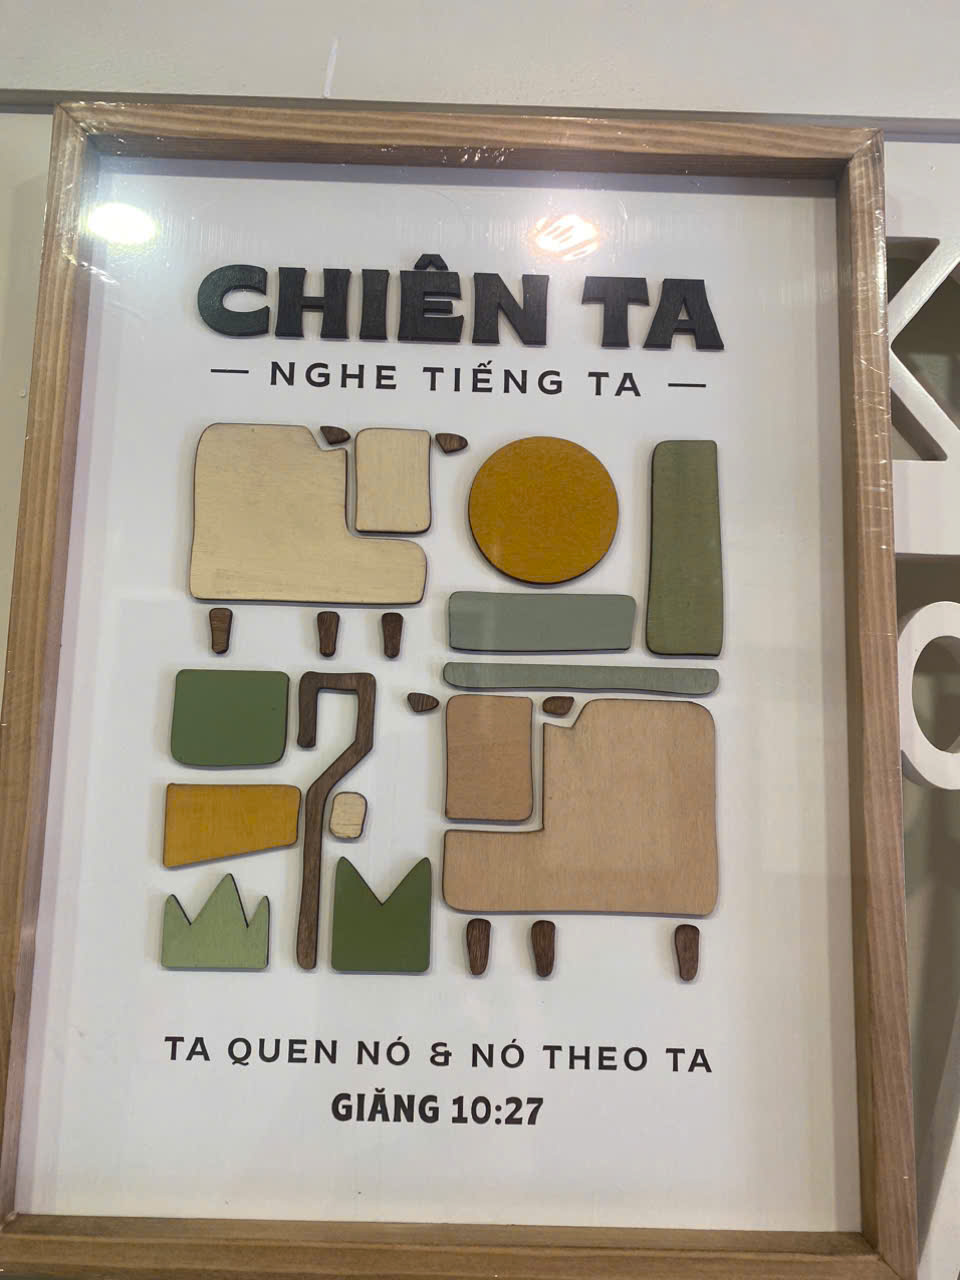 CHIÊN TA
— NGHE TIẾNG TA —
TA QUEN NÓ & NÓ THEO TA
GIĂNG 10:27